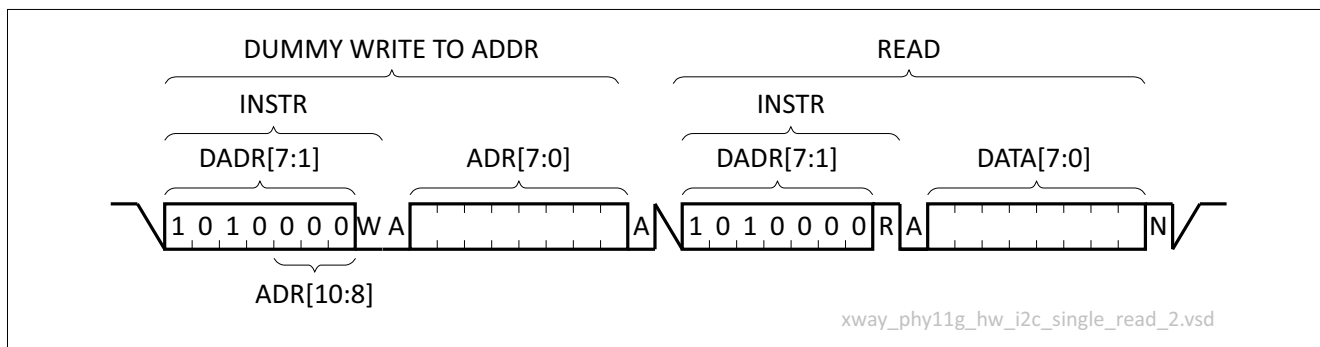 DUMMY WRITE TO ADDR READ
INSTR INSTR
DADR[7:1] ADR[7:0] DADR[7:1] DATA[7:0]
1 0 1 0 0 0 0 W A A 1 0 1 0 0 0 0 R A N
ADR[10:8]
xway_phy11g_hw_i2c_single_read_2.vsd